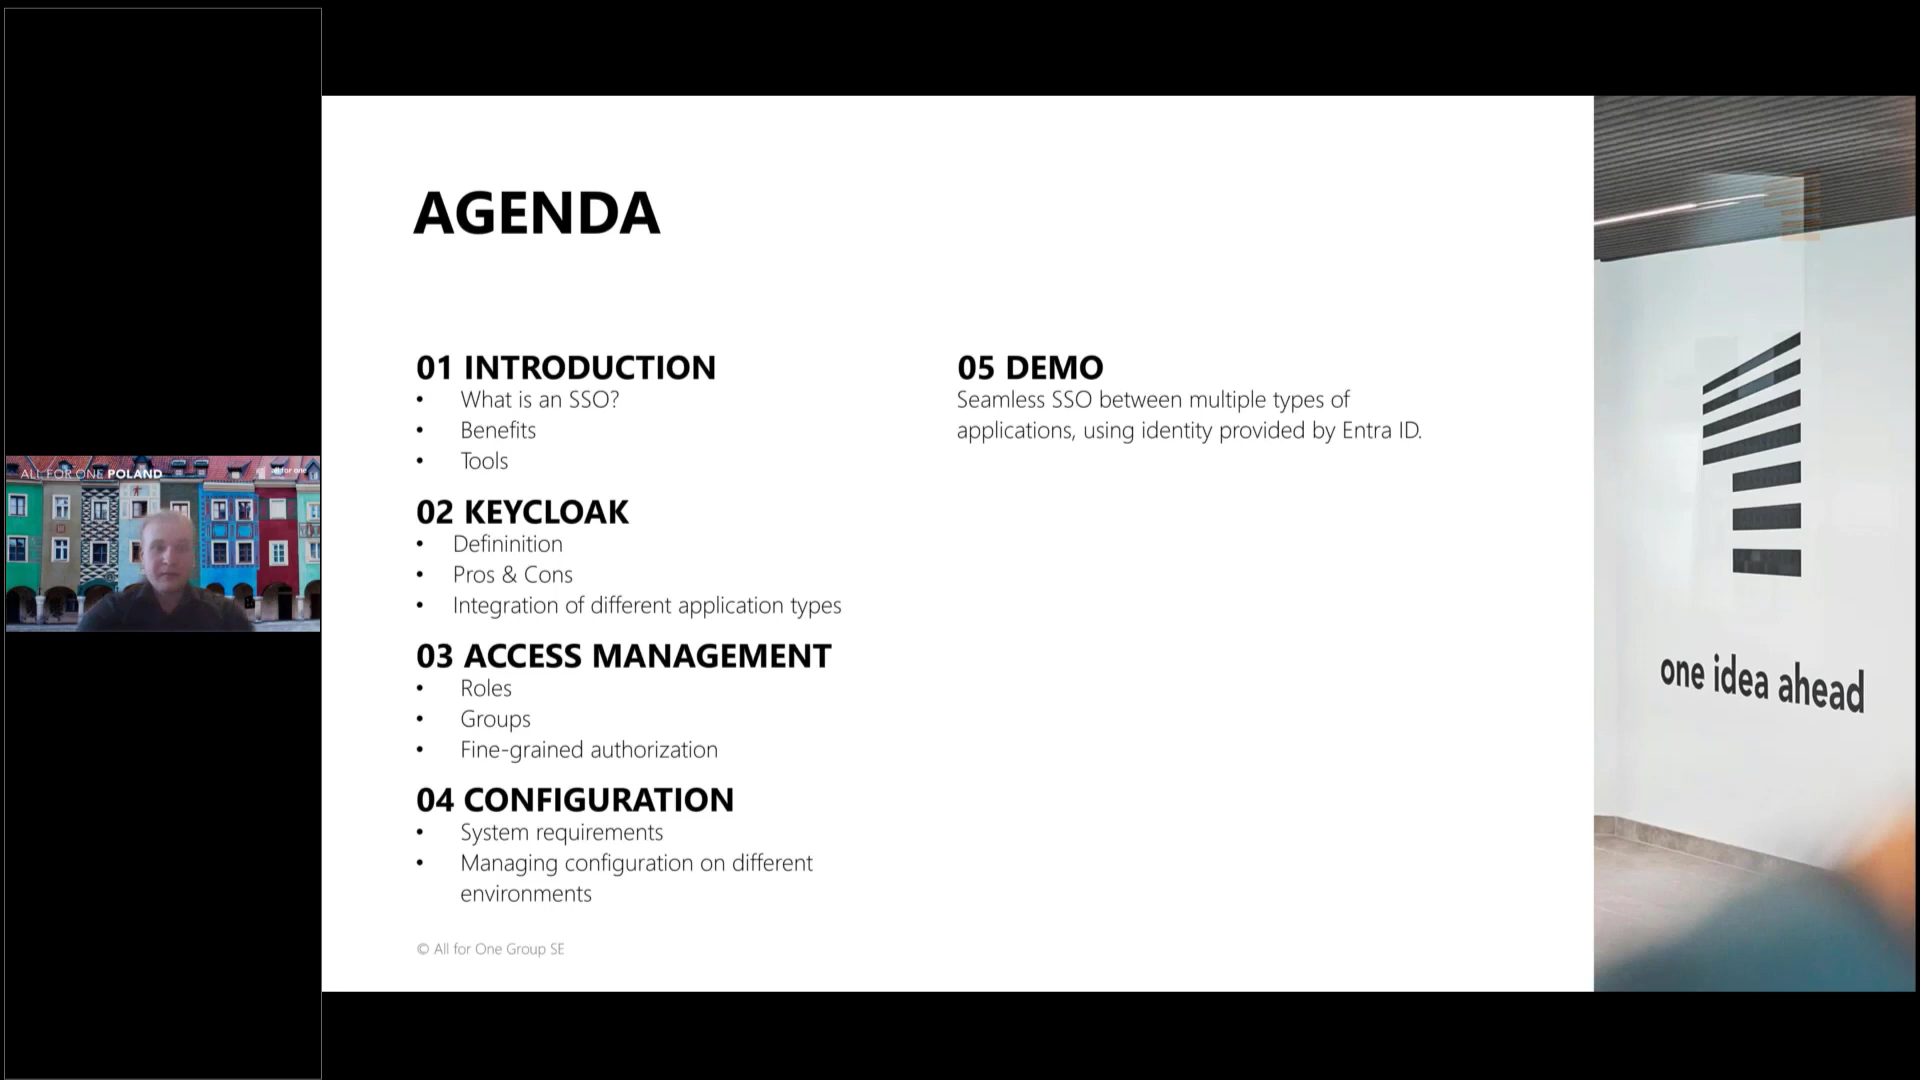 ALL FOR ONE POLAND
all for one
AGENDA
01 INTRODUCTION
• What is an SSO?
• Benefits
• Tools
02 KEYCLOAK
• Defininition
• Pros & Cons
• Integration of different application types
03 ACCESS MANAGEMENT
• Roles
• Groups
• Fine-grained authorization
04 CONFIGURATION
• System requirements
• Managing configuration on different
environments
05 DEMO
Seamless SSO between multiple types of
applications, using identity provided by Entra ID.
© All for One Group SE
one idea ahead